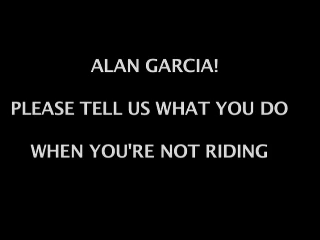 ALAN GARCIA!
PLEASE TELL US WHAT YOU DO
WHEN YOU'RE NOT RIDING